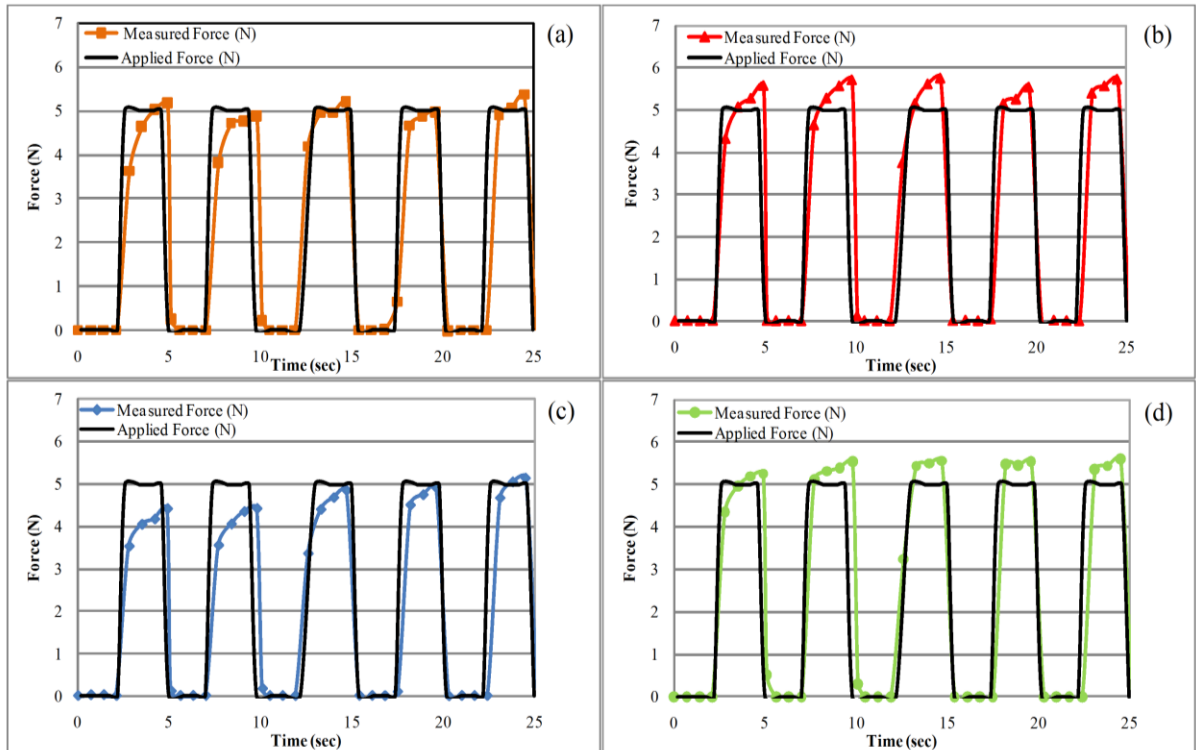 7
6
5
4
3
2
1
0
Force (N)
Measured Force (N)
Applied Force (N)
(a)
0 5 10 15 20 25
Time (sec)
7
6
5
4
3
2
1
0
Force (N)
Measured Force (N)
Applied Force (N)
(b)
0 5 10 15 20 25
Time (sec)
7
6
5
4
3
2
1
0
Force (N)
Measured Force (N)
Applied Force (N)
(c)
0 5 10 15 20 25
Time (sec)
7
6
5
4
3
2
1
0
Force (N)
Measured Force (N)
Applied Force (N)
(d)
0 5 10 15 20 25
Time (sec)